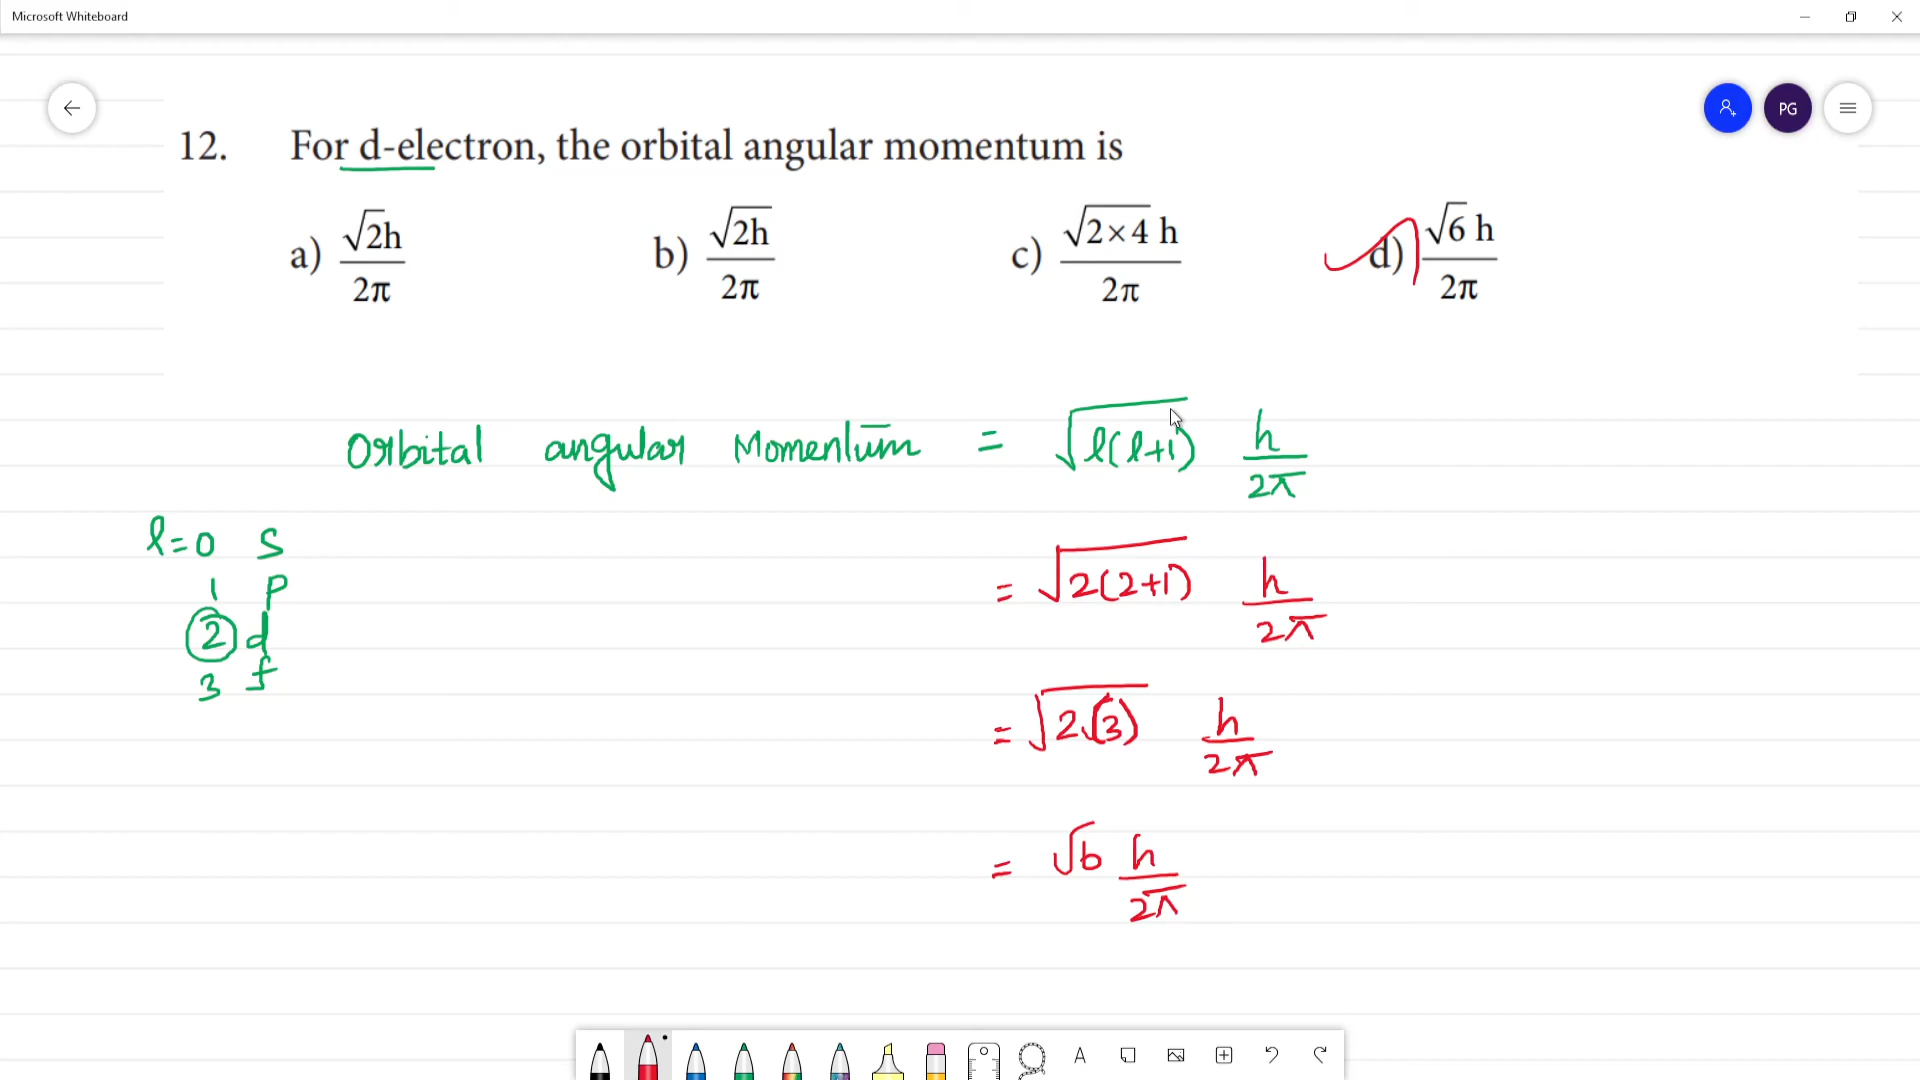 Microsoft Whiteboard
PG
12. For d-electron, the orbital angular momentum is
a) √2h / 2π b) √2h / 2π c) √2×4 h / 2π d) √6 h / 2π
Orbital angular Momentum = √l(l+1) h/2π
l=0 s
1 p
2 d
3 f
= √2(2+1) h/2π
= √2(3) h/2π
= √6 h/2π
A